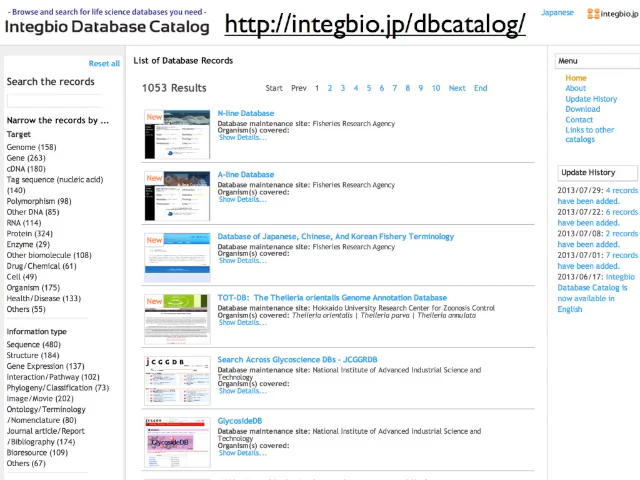 - Browse and search for life science databases you need -
Integbio Database Catalog
http://integbio.jp/dbcatalog/
Japanese
integbio.jp
Reset all
Search the records
Narrow the records by ...
Target
Genome (158)
Gene (263)
cDNA (180)
Tag sequence (nucleic acid)
(140)
Polymorphism (98)
Other DNA (85)
RNA (114)
Protein (324)
Enzyme (29)
Other biomolecule (108)
Drug/Chemical (61)
Cell (49)
Organism (175)
Health/Disease (133)
Others (55)
Information type
Sequence (480)
Structure (184)
Gene Expression (137)
Interaction/Pathway (102)
Phylogeny/Classification (73)
Image/Movie (202)
Ontology/Terminology
/Nomenclature (80)
Journal article/Report
/Bibliography (174)
Bioresource (109)
Others (67)
List of Database Records
1053 Results
Start Prev 1 2 3 4 5 6 7 8 9 10 Next End
New
N-line Database
Database maintenance site: Fisheries Research Agency
Organism(s) covered:
Show Details...
New
A-line Database
Database maintenance site: Fisheries Research Agency
Organism(s) covered:
Show Details...
New
Database of Japanese, Chinese, And Korean Fishery Terminology
Database maintenance site: Fisheries Research Agency
Organism(s) covered:
Show Details...
New
TOT-DB: The Theileria orientalis Genome Annotation Database
Database maintenance site: Hokkaido University Research Center for Zoonosis Control
Organism(s) covered: Theileria orientalis | Theileria parva | Theileria annulata
Show Details...
JCGGDB
Search Across Glycoscience DBs - JCGGRDB
Database maintenance site: National Institute of Advanced Industrial Science and
Technology
Organism(s) covered:
Show Details...
GlycosideDB
GlycosideDB
Database maintenance site: National Institute of Advanced Industrial Science and
Technology
Organism(s) covered:
Show Details...
Menu
Home
About
Update History
Download
Contact
Links to other
catalogs
Update History
2013/07/29: 4 records
have been added.
2013/07/22: 6 records
have been added.
2013/07/08: 2 records
have been added.
2013/07/01: 7 records
have been added.
2013/06/17: Integbio
Database Catalog is
now available in
English